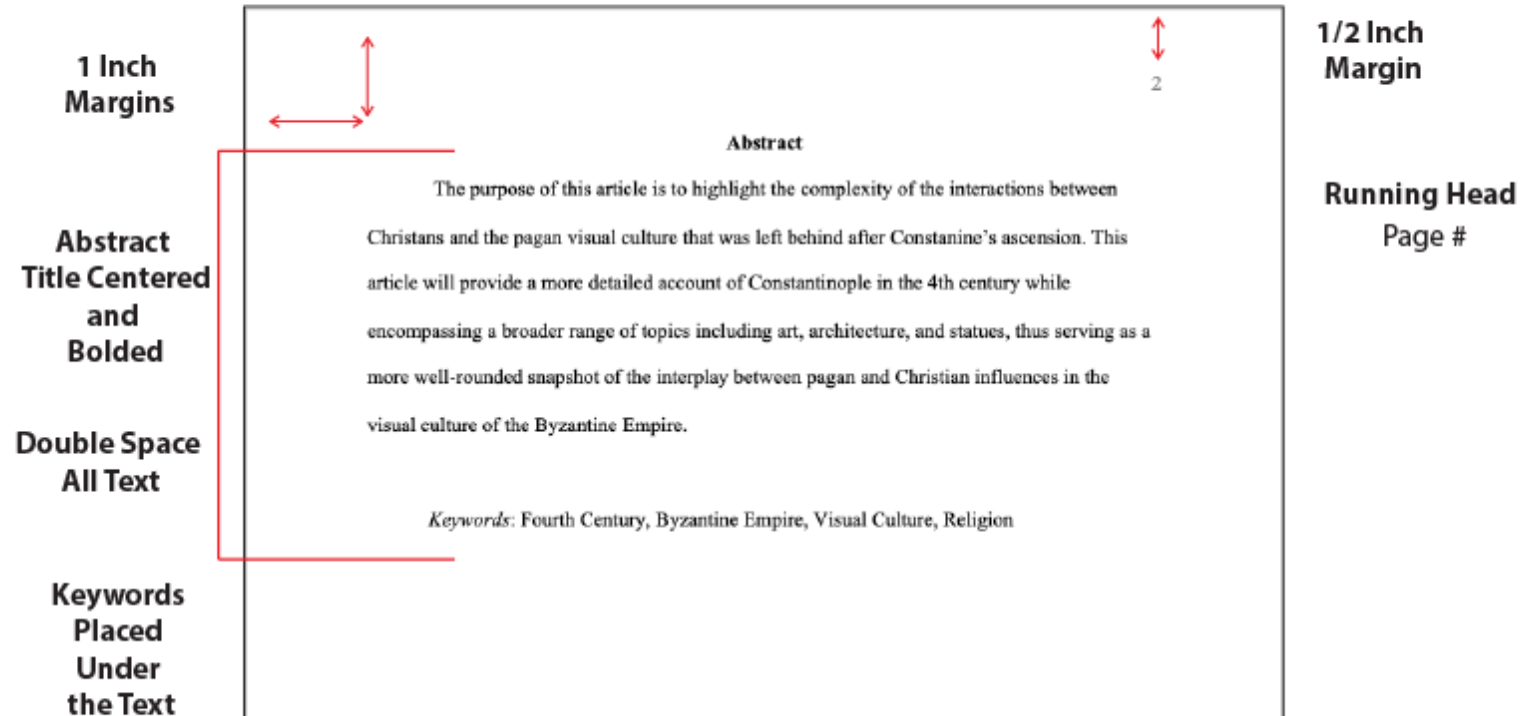 1 Inch
Margins
1/2 Inch
Margin
2
Abstract
The purpose of this article is to highlight the complexity of the interactions between
Christans and the pagan visual culture that was left behind after Constanine's ascension. This
article will provide a more detailed account of Constantinople in the 4th century while
encompassing a broader range of topics including art, architecture, and statues, thus serving as a
more well-rounded snapshot of the interplay between pagan and Christian influences in the
visual culture of the Byzantine Empire.
Keywords: Fourth Century, Byzantine Empire, Visual Culture, Religion
Running Head
Page #
Abstract
Title Centered
and
Bolded
Double Space
All Text
Keywords
Placed
Under
the Text